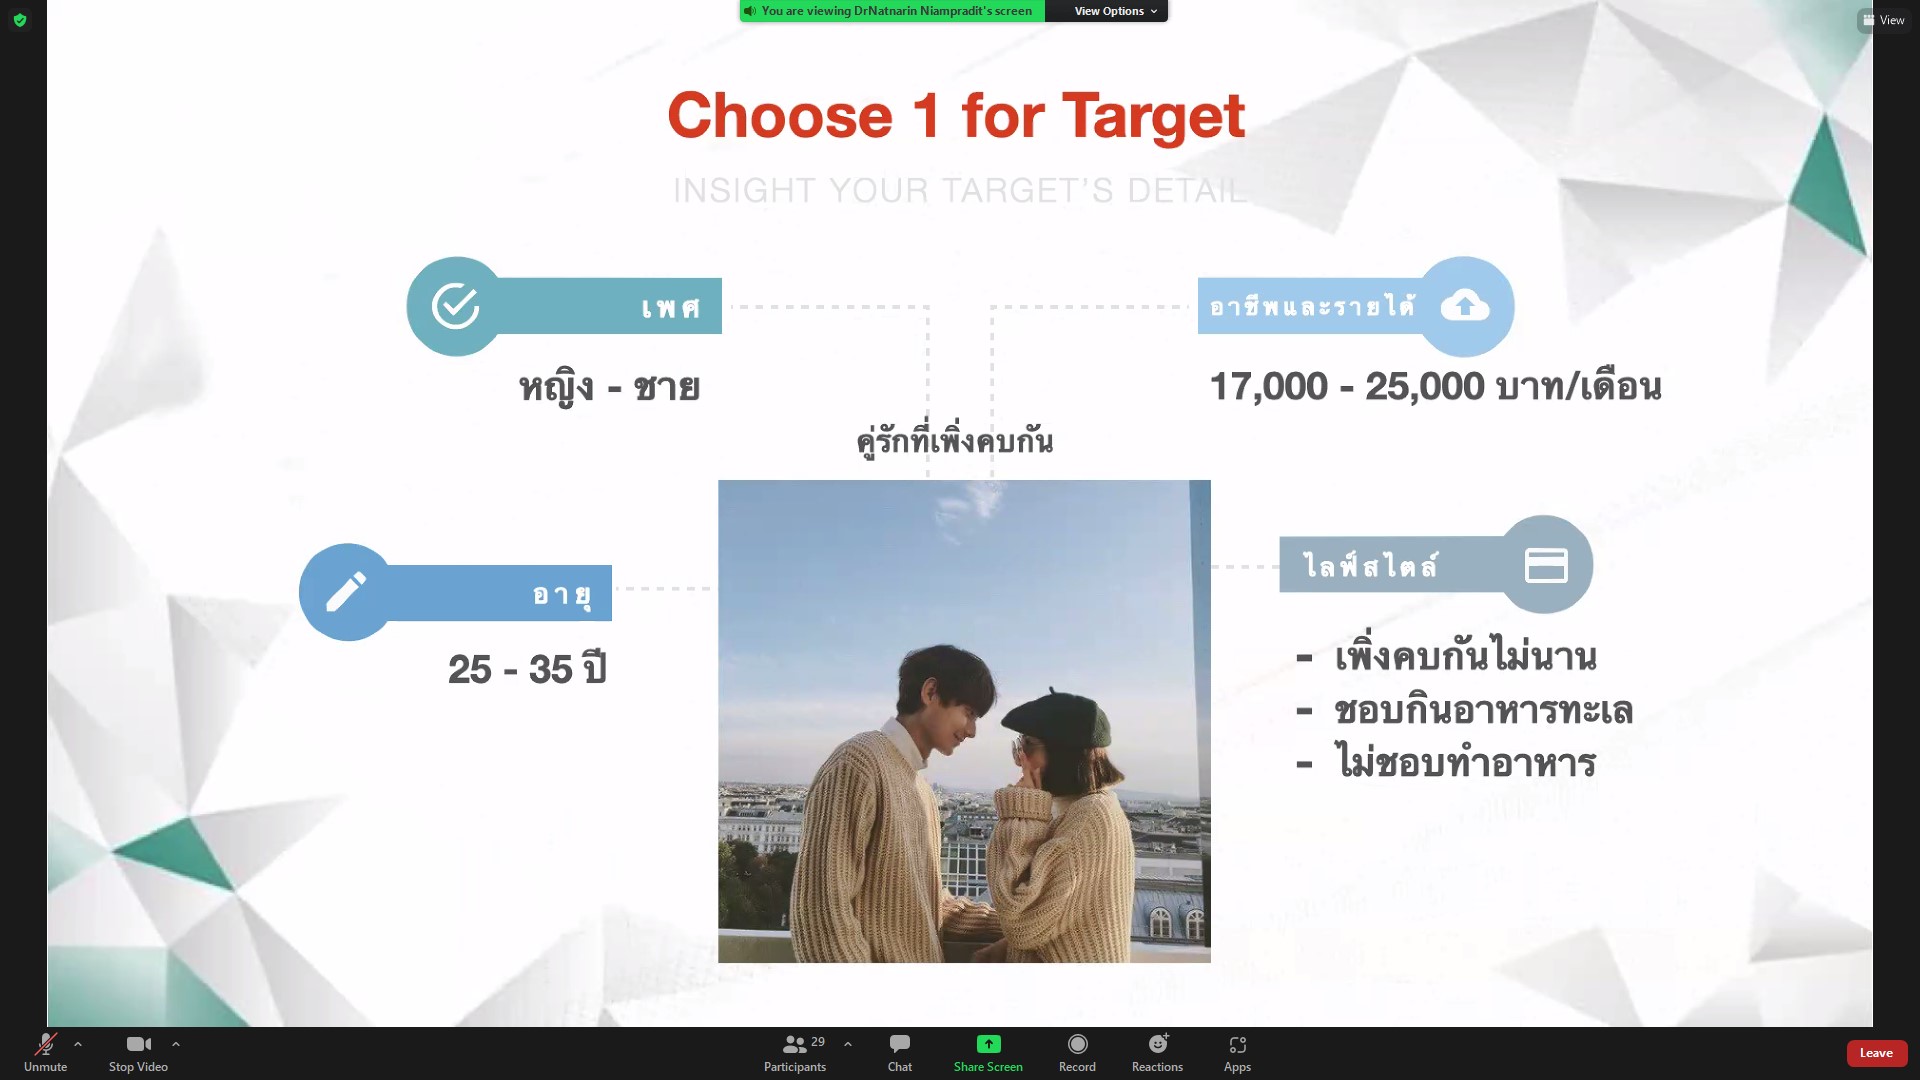 You are viewing DrNatnarin Niampradit's screen
View Options
View
Choose 1 for Target
INSIGHT YOUR TARGET'S DETAIL
เพศ
อาชีพและรายได้
หญิง - ชาย
17,000 - 25,000 บาท/เดือน
คู่รักที่เพิ่งคบกัน
ไลฟ์สไตล์
อายุ
25 - 35 ปี
- เพิ่งคบกันไม่นาน
- ชอบกินอาหารทะเล
- ไม่ชอบทำอาหาร
29
Unmute
Stop Video
Participants
Chat
Share Screen
Record
Reactions
Apps
Leave